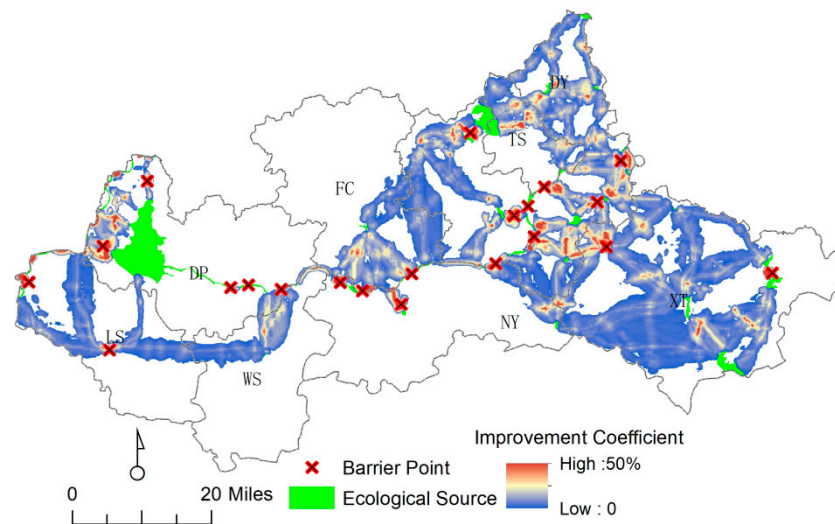 DY
TS
FC
DP
XT
LS
NY
WS
Improvement Coefficient
Barrier Point
High :50%
0 20 Miles
Ecological Source
Low : 0